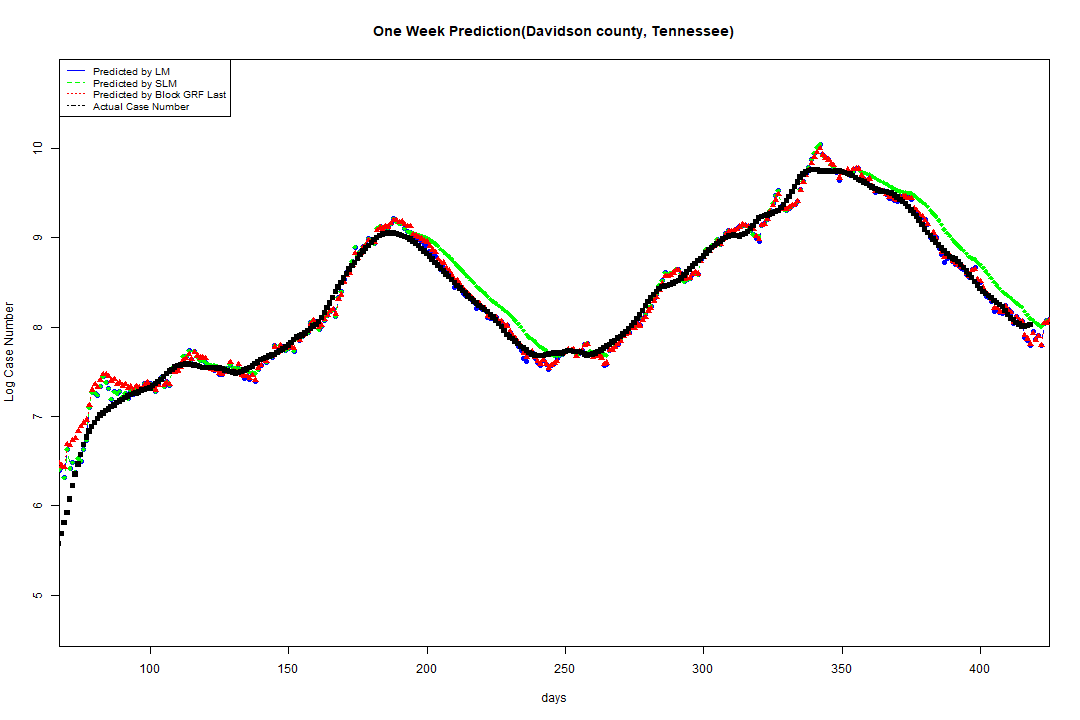 One Week Prediction(Davidson county, Tennessee)
Predicted by LM
Predicted by SLM
Predicted by Block GRF Last
Actual Case Number
10
9
8
7
6
5
Log Case Number
100 150 200 250 300 350 400
days